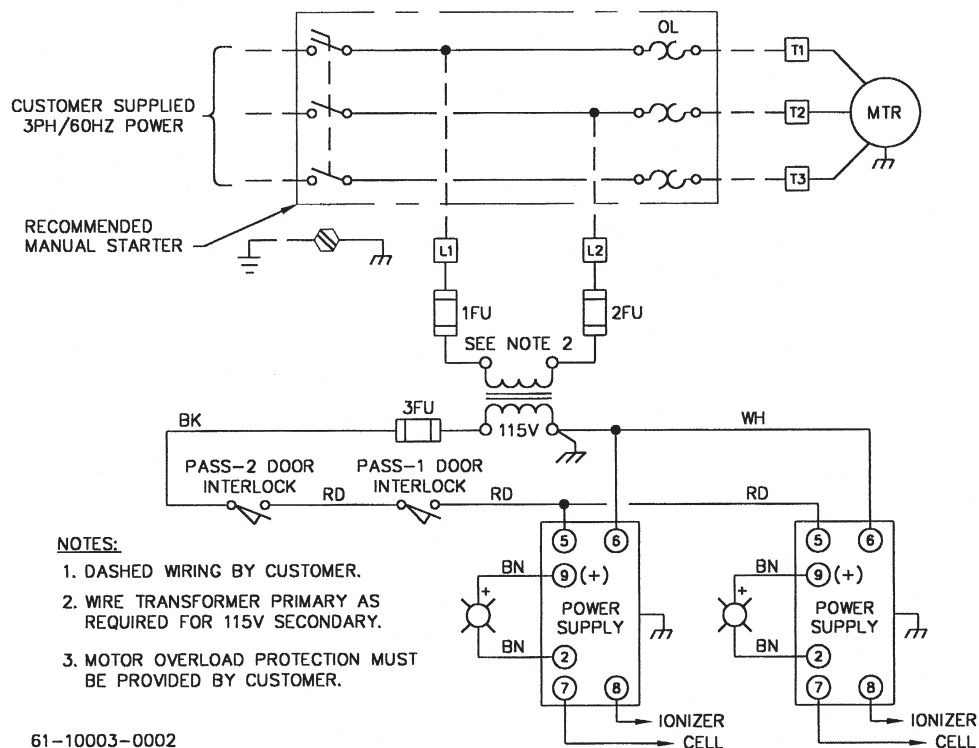 OL
T1
CUSTOMER SUPPLIED
3PH/60HZ POWER
T2
MTR
T3
RECOMMENDED
MANUAL STARTER
L1
L2
1FU
2FU
SEE NOTE 2
3FU
BK
115V
WH
PASS-2 DOOR
INTERLOCK
PASS-1 DOOR
INTERLOCK
RD
RD
RD
5
6
5
6
NOTES:
1. DASHED WIRING BY CUSTOMER.
2. WIRE TRANSFORMER PRIMARY AS
REQUIRED FOR 115V SECONDARY.
3. MOTOR OVERLOAD PROTECTION MUST
BE PROVIDED BY CUSTOMER.
BN
9 (+)
+
POWER
SUPPLY
BN
2
7
8
IONIZER
CELL
BN
9 (+)
+
POWER
SUPPLY
BN
2
7
8
IONIZER
CELL
61-10003-0002